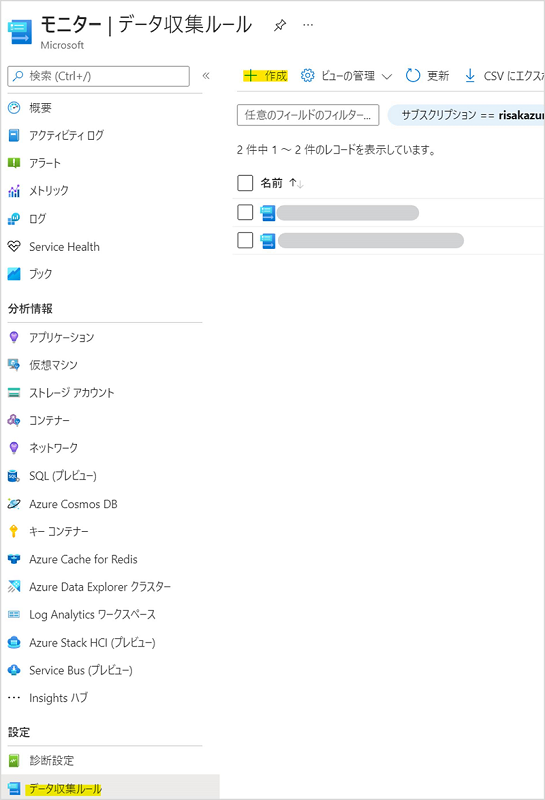 モニター | データ収集ルール
Microsoft
検索 (Ctrl+/)
概要
アクティビティ ログ
アラート
メトリック
ログ
Service Health
ブック
分析情報
アプリケーション
仮想マシン
ストレージ アカウント
コンテナー
ネットワーク
SQL (プレビュー)
Azure Cosmos DB
キー コンテナー
Azure Cache for Redis
Azure Data Explorer クラスター
Log Analytics ワークスペース
Azure Stack HCI (プレビュー)
Service Bus (プレビュー)
Insights ハブ
設定
診断設定
データ収集ルール
作成 ビューの管理 更新 CSV にエクスポ
任意のフィールドのフィルター... サブスクリプション == risakazur
2 件中 1 ～ 2 件のレコードを表示しています。
名前 ↑↓